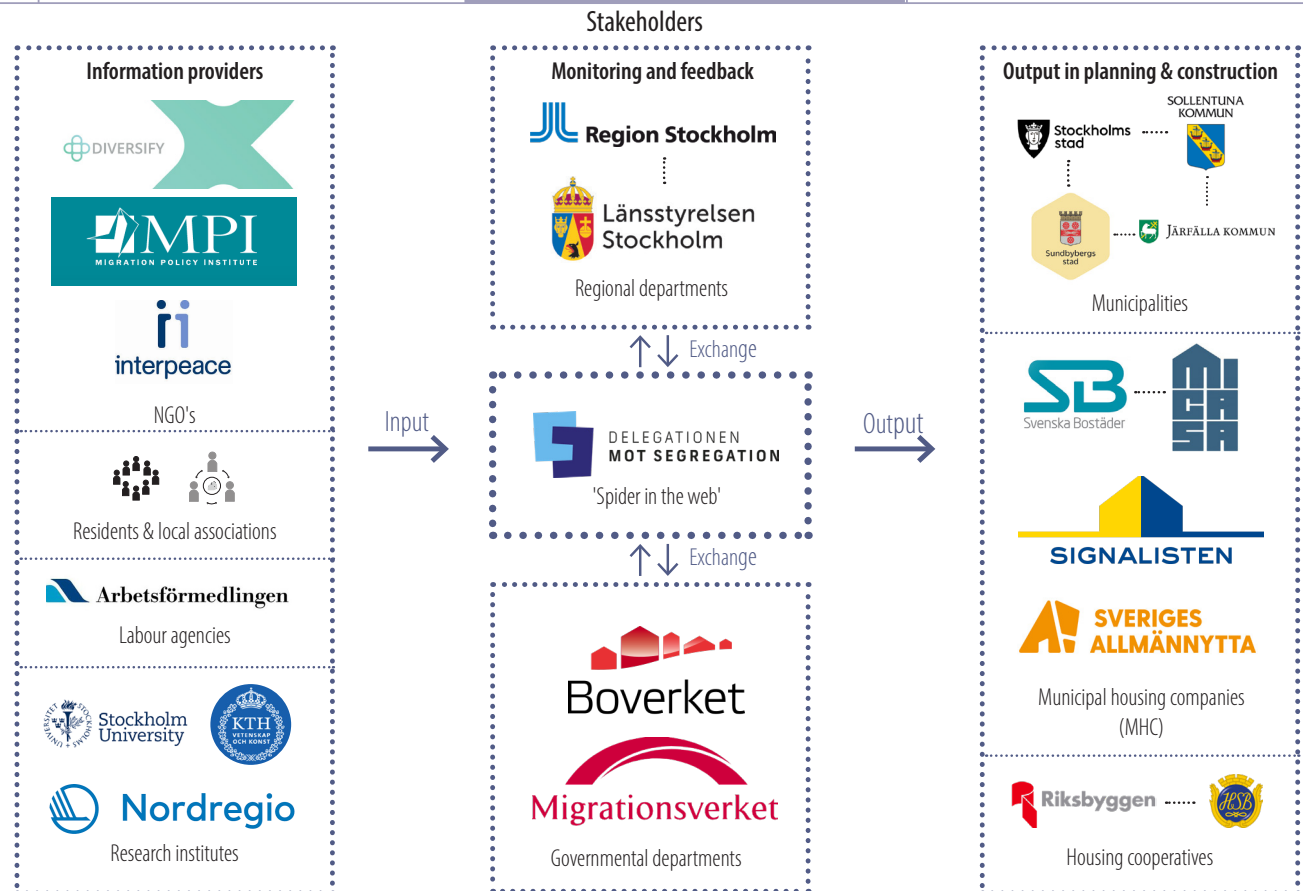 Stakeholders
Information providers
DIVERSIFY
MPI
MIGRATION POLICY INSTITUTE
interpeace
NGO's
Residents & local associations
Arbetsförmedlingen
Labour agencies
STOCKHOLMS
UNIVERSITET
Stockholm
University
KTH
VETENSKAP
OCH KONST
Nordregio
Research institutes
Input
Monitoring and feedback
Region Stockholm
Länsstyrelsen
Stockholm
Regional departments
Exchange
DELEGATIONEN
MOT SEGREGATION
'Spider in the web'
Exchange
Boverket
Migrationsverket
Governmental departments
Output
Output in planning & construction
Stockholms
stad
SOLLENTUNA
KOMMUN
Sundbybergs
stad
JÄRFÄLLA KOMMUN
Municipalities
SB
Svenska Bostäder
MI
CA
SA
SIGNALISTEN
A!
SVERIGES
ALLMÄNNYTTA
Municipal housing companies
(MHC)
Riksbyggen
HSB
Housing cooperatives